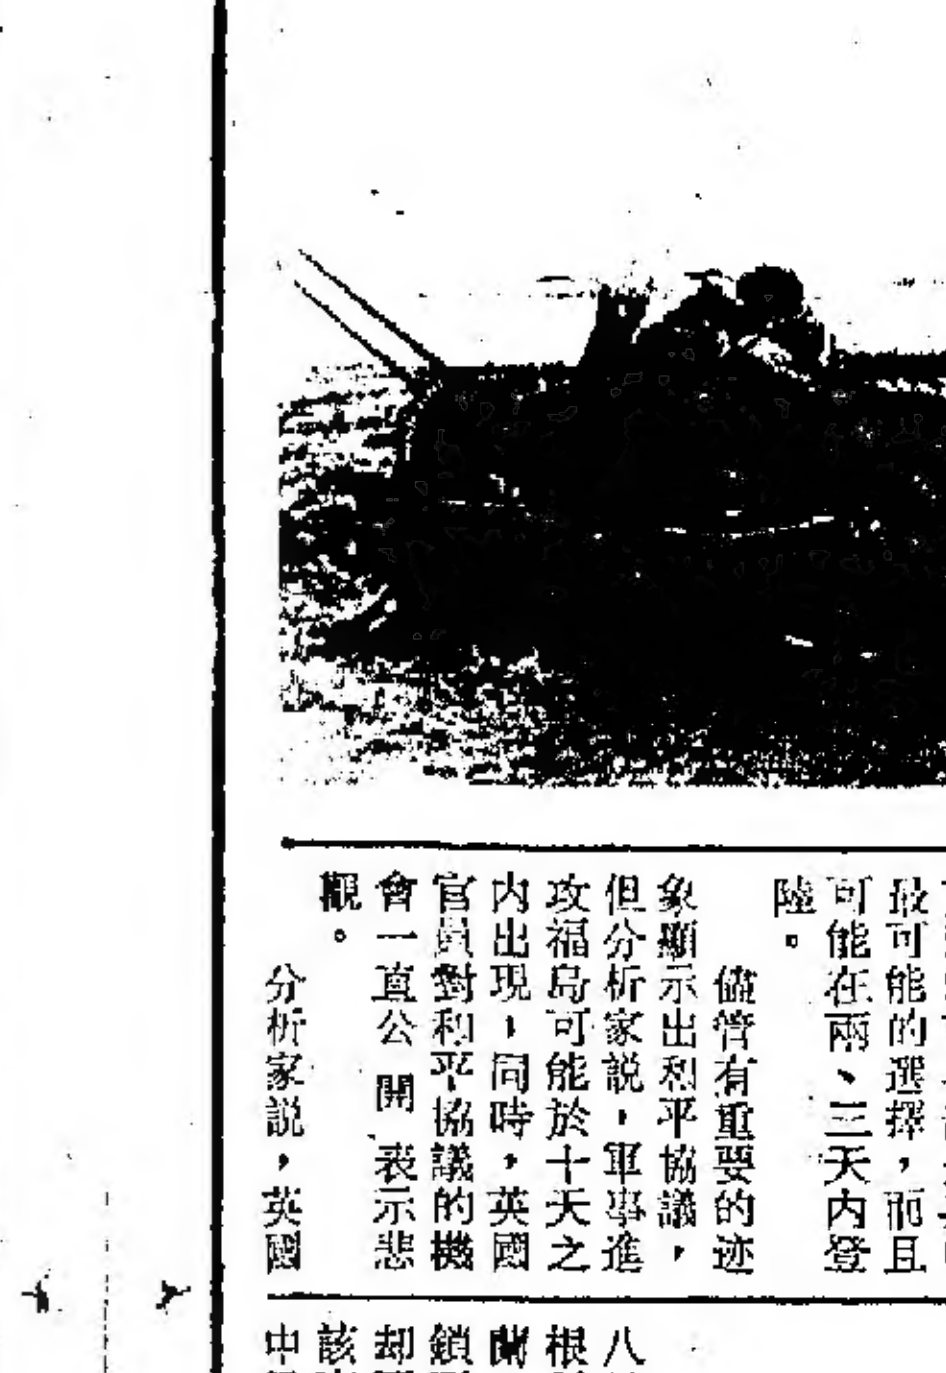 最可能的選擇，而且
可能在兩、三天內登
陸。
儘管有重要的迹
象顯示出和平協議，
但分析家説，軍事進
攻福島可能於十天之
内出現，同時，英國
官員對和平協議的機
會一直公開表示悲
觀。
分析家説，英國
八
根
蘭
鎖
却
該
中